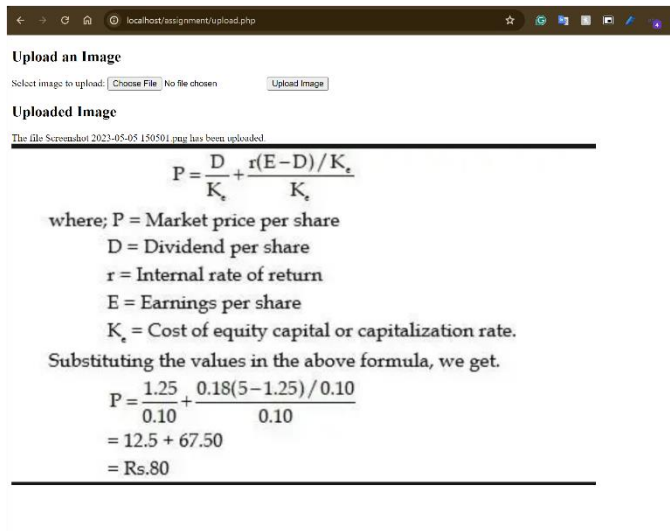 localhost/assignment/upload.php
Upload an Image
Select image to upload: Choose File No file chosen Upload Image
Uploaded Image
The file Screenshot 2023-05-05 150501.png has been uploaded.
P = D/Kₑ + r(E−D)/Kₑ/Kₑ
where; P = Market price per share
D = Dividend per share
r = Internal rate of return
E = Earnings per share
Kₑ = Cost of equity capital or capitalization rate.
Substituting the values in the above formula, we get.
P = 1.25/0.10 + 0.18(5−1.25)/0.10/0.10
= 12.5 + 67.50
= Rs.80